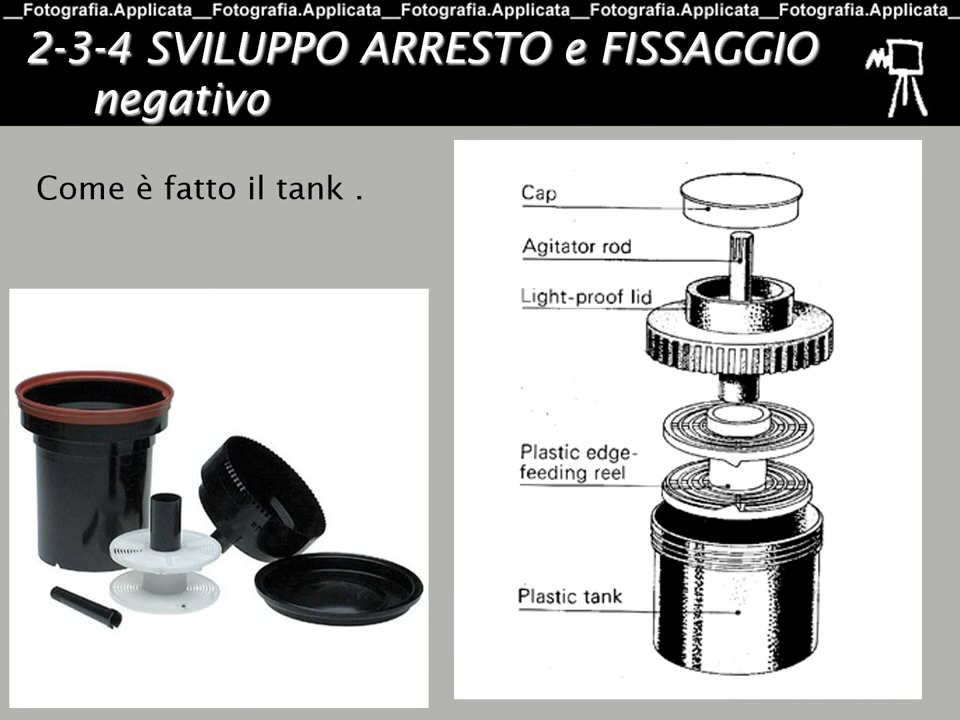 __Fotografia.Applicata__Fotografia.Applicata__Fotografia.Applicata__Fotografia.Applicata__Fotografia.Applicata_
2-3-4 SVILUPPO ARRESTO e FISSAGGIO
negativo
Come è fatto il tank .
Cap
Agitator rod
Light-proof lid
Plastic edge-
feeding reel
Plastic tank